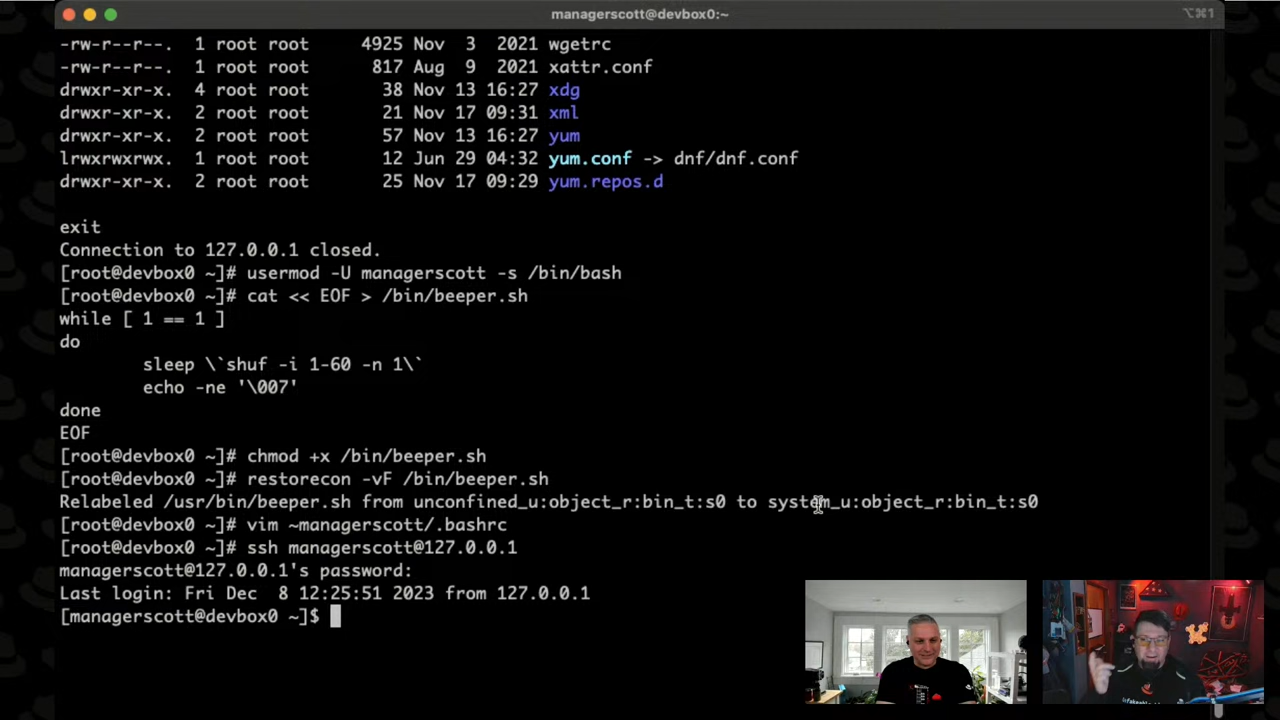 managerscott@devbox0:~
⌥⌘1
-rw-r--r--. 1 root root 4925 Nov 3 2021 wgetrc
-rw-r--r--. 1 root root 817 Aug 9 2021 xattr.conf
drwxr-xr-x. 4 root root 38 Nov 13 16:27 xdg
drwxr-xr-x. 2 root root 21 Nov 17 09:31 xml
drwxr-xr-x. 2 root root 57 Nov 13 16:27 yum
lrwxrwxrwx. 1 root root 12 Jun 29 04:32 yum.conf -> dnf/dnf.conf
drwxr-xr-x. 2 root root 25 Nov 17 09:29 yum.repos.d
exit
Connection to 127.0.0.1 closed.
[root@devbox0 ~]# usermod -U managerscott -s /bin/bash
[root@devbox0 ~]# cat << EOF > /bin/beeper.sh
while [ 1 == 1 ]
do
sleep \`shuf -i 1-60 -n 1\`
echo -ne '\007'
done
EOF
[root@devbox0 ~]# chmod +x /bin/beeper.sh
[root@devbox0 ~]# restorecon -vF /bin/beeper.sh
Relabeled /usr/bin/beeper.sh from unconfined_u:object_r:bin_t:s0 to system_u:object_r:bin_t:s0
[root@devbox0 ~]# vim ~managerscott/.bashrc
[root@devbox0 ~]# ssh managerscott@127.0.0.1
managerscott@127.0.0.1's password:
Last login: Fri Dec 8 12:25:51 2023 from 127.0.0.1
[managerscott@devbox0 ~]$